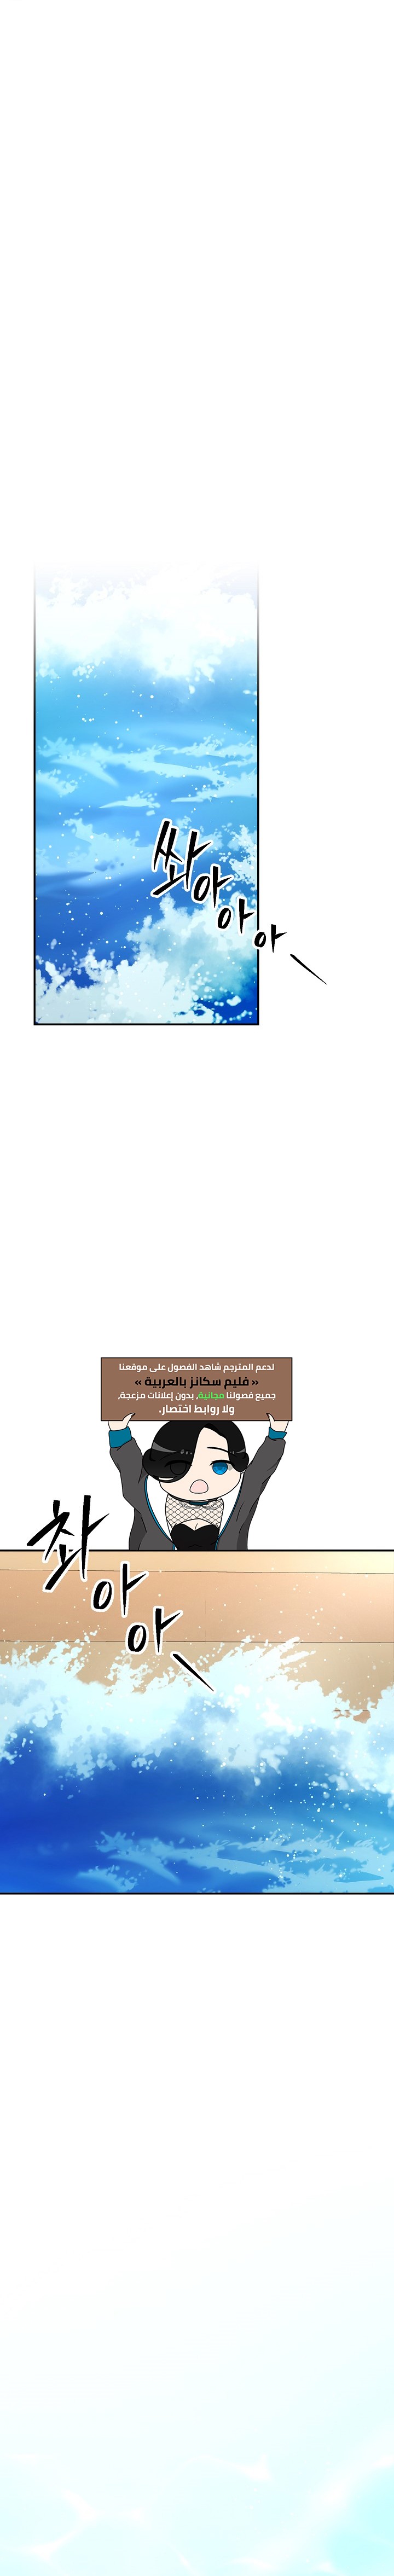 쏴아아아
لدعم المترجم شاهد الفصول على موقعنا
« فليم سكانز بالعربية »
جميع فصولنا مجانية, بدون إعلانات مزعجة,
ولا روابط اختصار.
촤아아